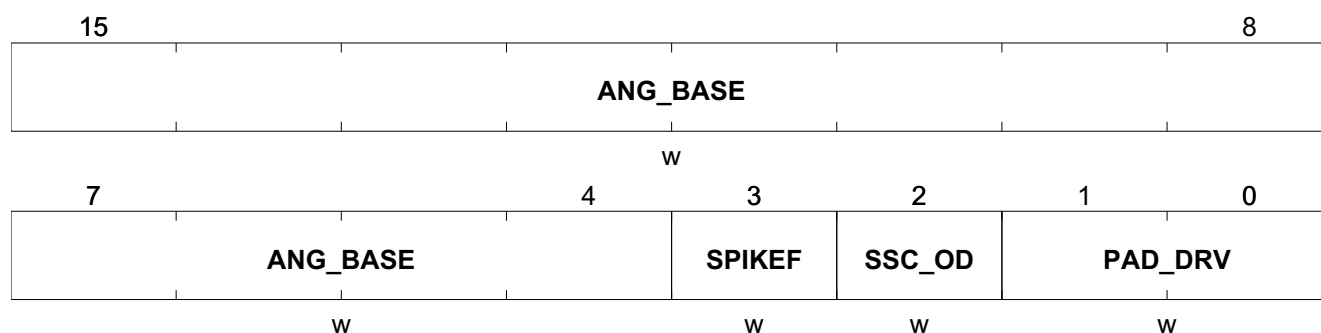 15 8
ANG_BASE
w
7 4 3 2 1 0
ANG_BASE SPIKEF SSC_OD PAD_DRV
w w w w